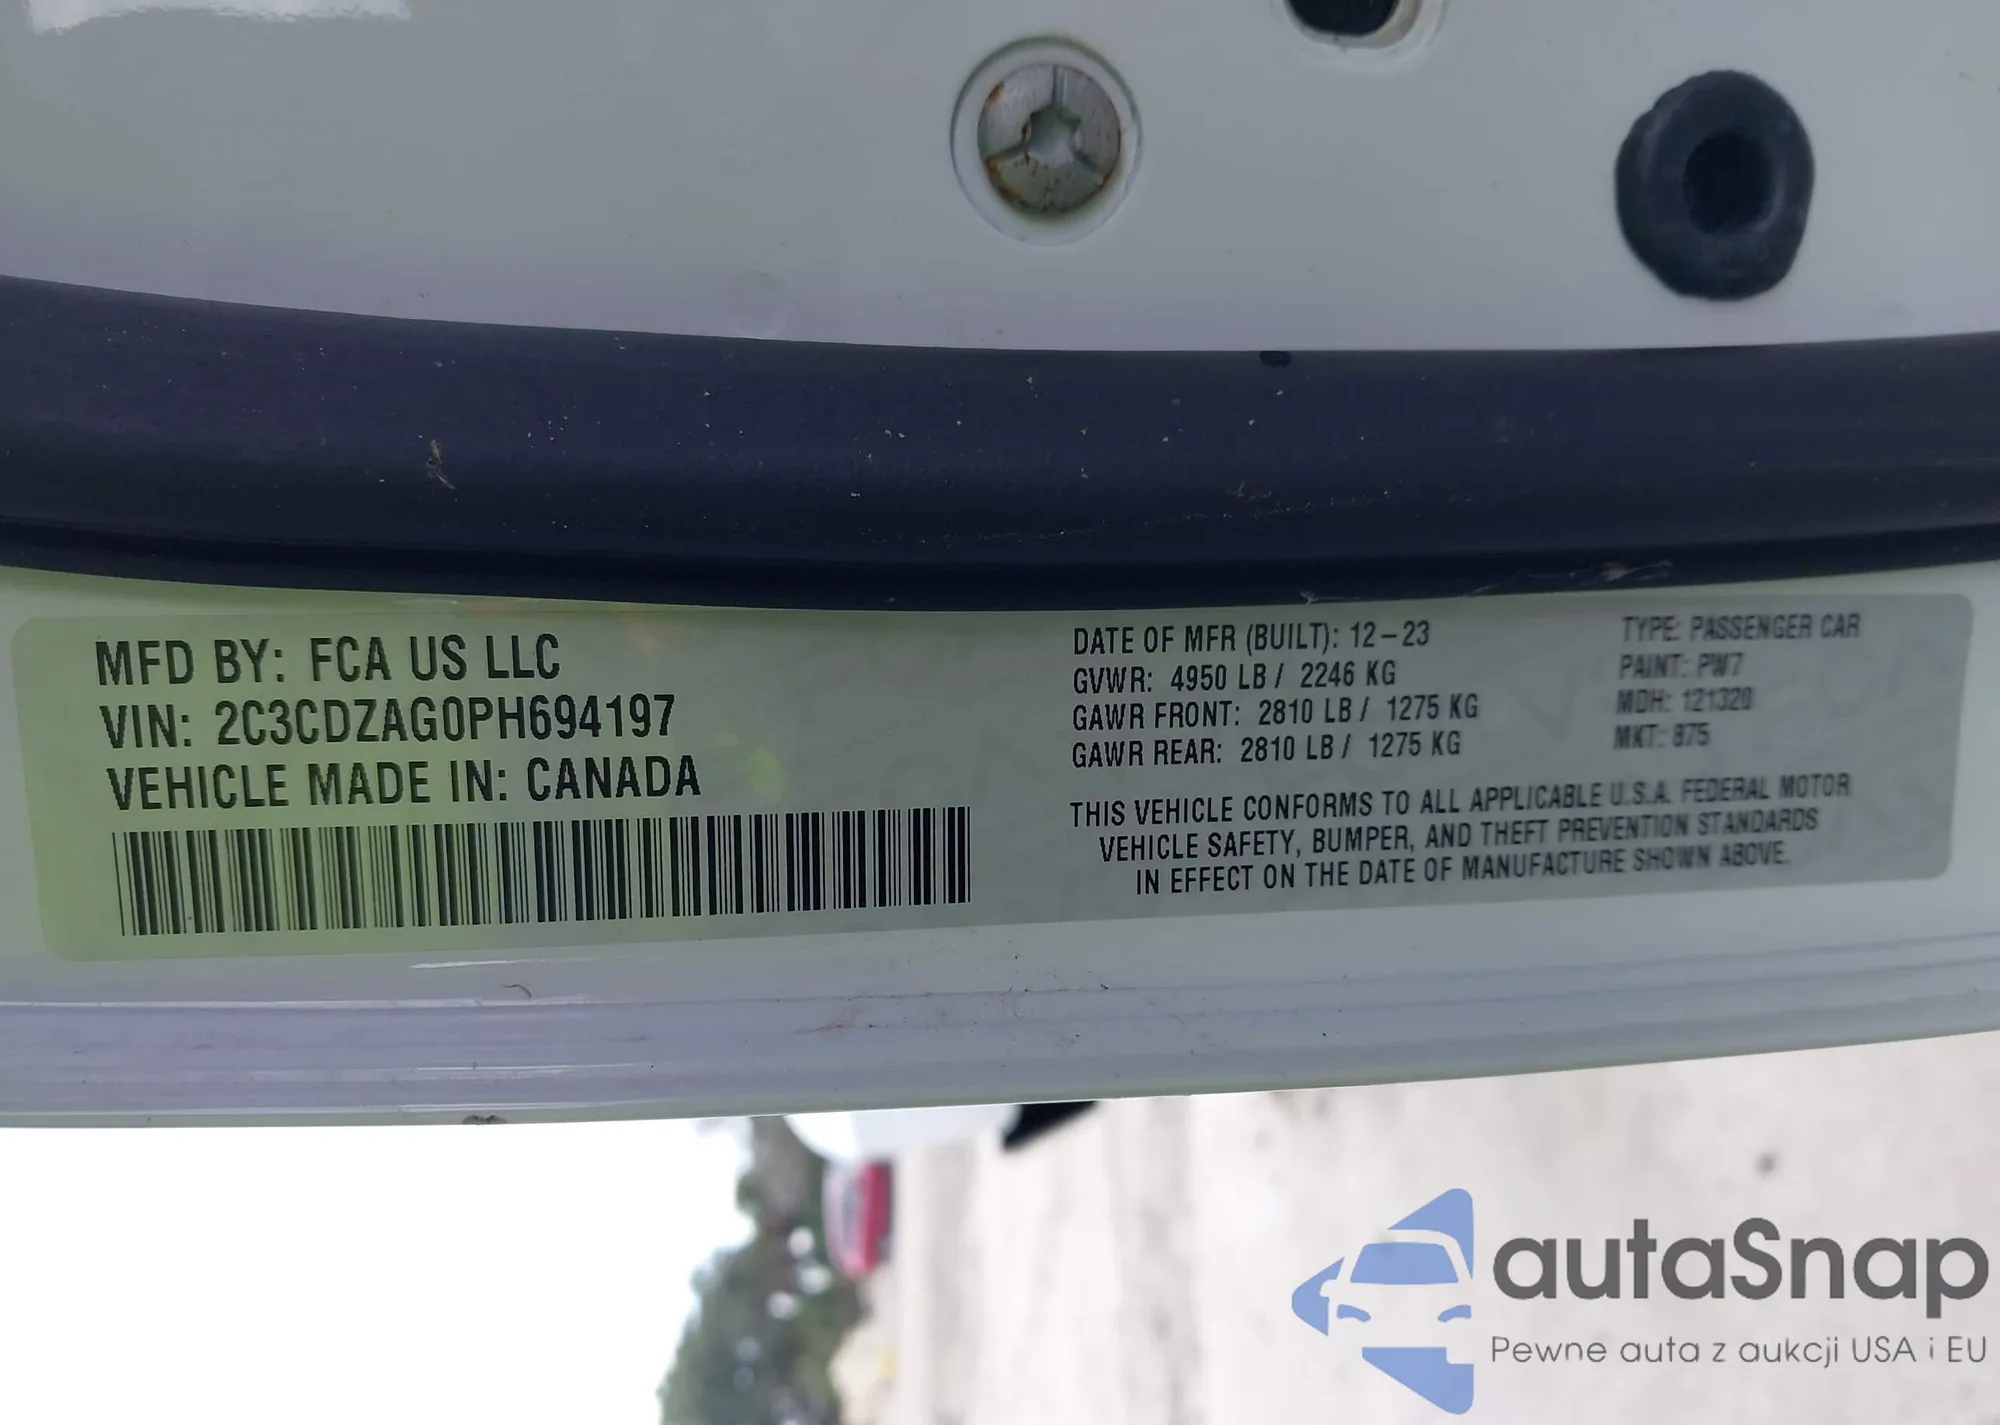 MFD BY: FCA US LLC
VIN: 2C3CDZAG0PH694197
VEHICLE MADE IN: CANADA
DATE OF MFR (BUILT): 12-23
GVWR: 4950 LB / 2246 KG
GAWR FRONT: 2810 LB / 1275 KG
GAWR REAR: 2810 LB / 1275 KG
TYPE: PASSENGER CAR
PAINT: PW7
MDH: 121320
MKT: 875
THIS VEHICLE CONFORMS TO ALL APPLICABLE U.S.A. FEDERAL MOTOR
VEHICLE SAFETY, BUMPER, AND THEFT PREVENTION STANDARDS
IN EFFECT ON THE DATE OF MANUFACTURE SHOWN ABOVE.
autaSnap
Pewne auta z aukcji USA i EU